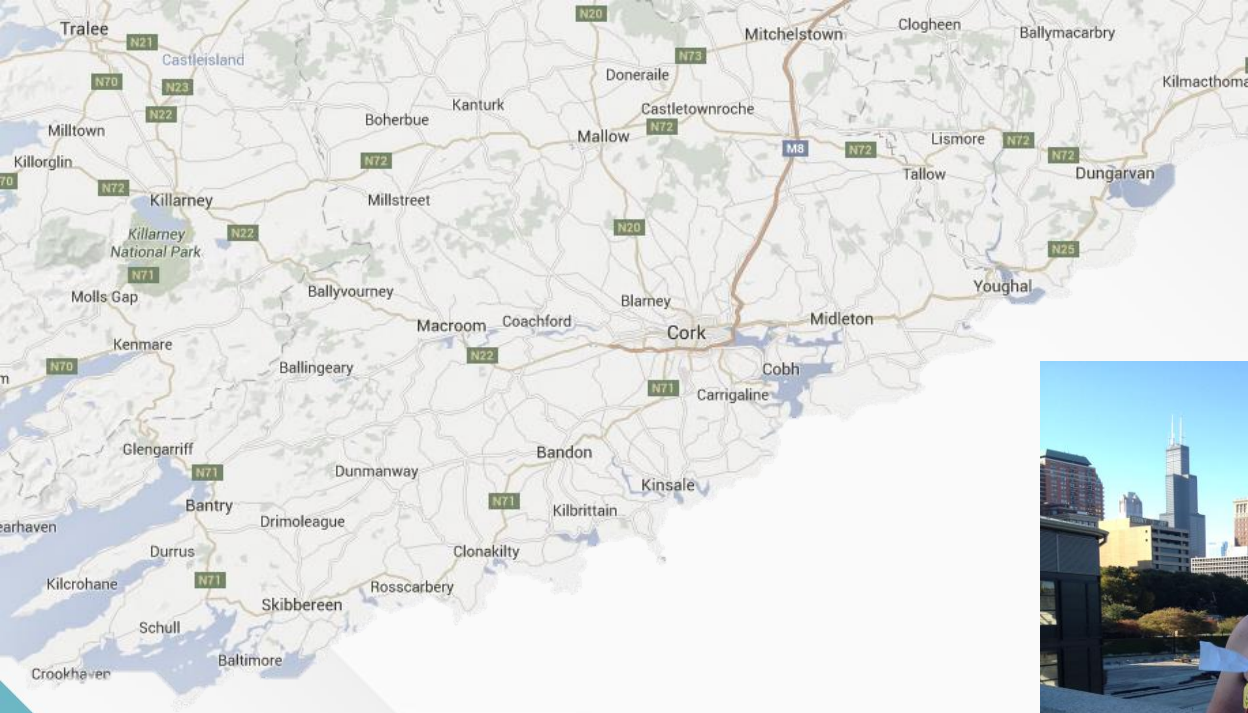 N20
Tralee
Clogheen
Mitchelstown
Ballymacarbry
N21
N73
Castleisland
Doneraile
N70
N23
Kilmacthoma
Kanturk
Castletownroche
N22
Boherbue
N72
Milltown
Mallow
Lismore
N72
M8
N72
N72
Killorglin
N72
Tallow
Dungarvan
70
N72
Killarney
Millstreet
N20
Killarney
National Park
N22
N25
N71
Youghal
Molls Gap
Ballyvourney
Blarney
Macroom
Coachford
Cork
Midleton
Kenmare
N22
N70
Ballingeary
Cobh
m
N71
Carrigaline
Glengarriff
Bandon
N71
Dunmanway
Kinsale
Bantry
N71
Kilbrittain
Drimoleague
earhaven
Durrus
Clonakilty
Kilcrohane
N71
Rosscarbery
Skibbereen
Schull
Baltimore
Crookhaven